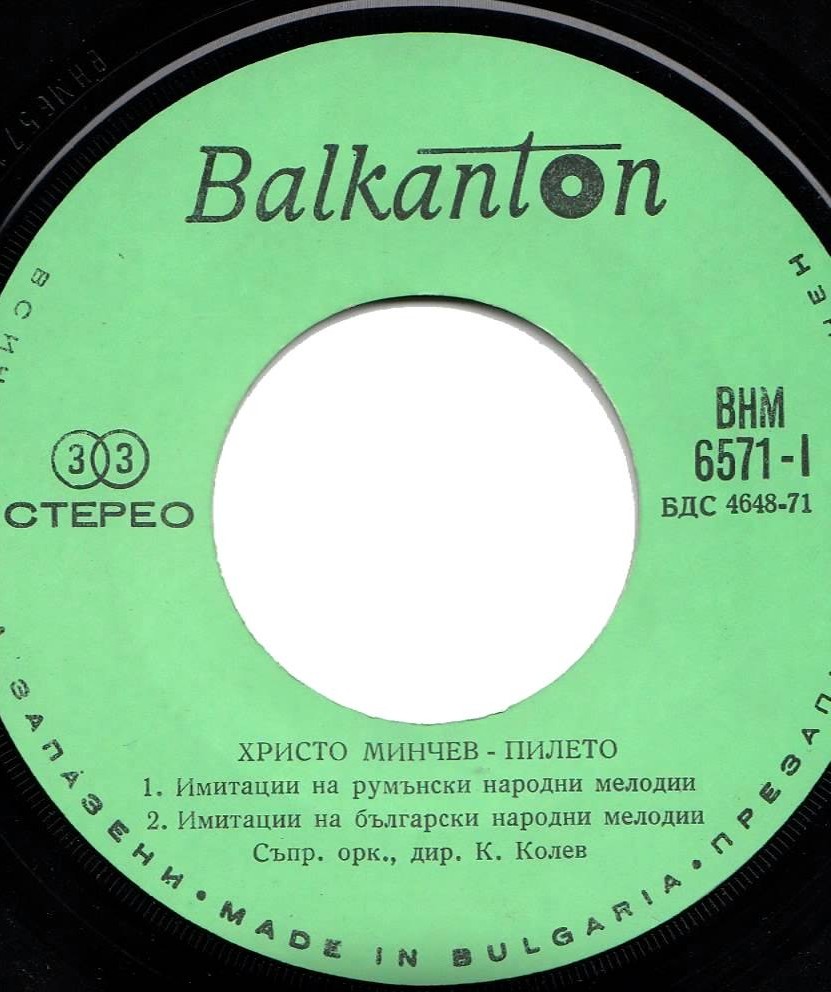 Balkanton
33
СТЕРЕО
ВНМ
6571-I
БДС 4648-71
ХРИСТО МИНЧЕВ - ПИЛЕТО
1. Имитации на румънски народни мелодии
2. Имитации на български народни мелодии
Съпр. орк., дир. К. Колев
ЗАПАЗЕНИ • MADE IN BULGARIA • ПРЕЗАП